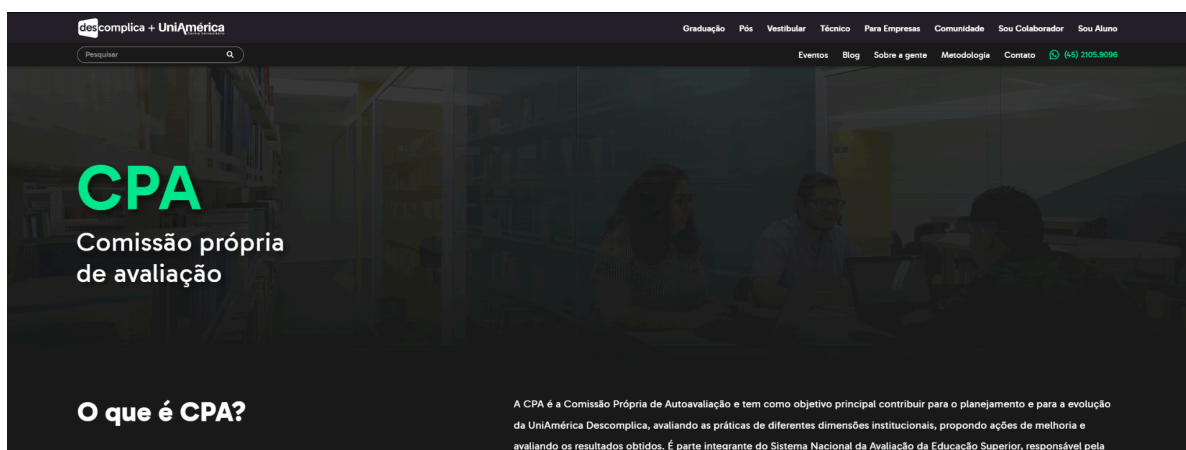 descomplica + UniAmérica
Graduação Pós Vestibular Técnico Para Empresas Comunidade Sou Colaborador Sou Aluno
Pesquisar
Eventos Blog Sobre a gente Metodologia Contato (45) 2105.9096
CPA
Comissão própria
de avaliação
O que é CPA?
A CPA é a Comissão Própria de Autoavaliação e tem como objetivo principal contribuir para o planejamento e para a evolução
da UniAmérica Descomplica, avaliando as práticas de diferentes dimensões institucionais, propondo ações de melhoria e
avaliando os resultados obtidos. É parte integrante do Sistema Nacional da Avaliação da Educação Superior, responsável pela